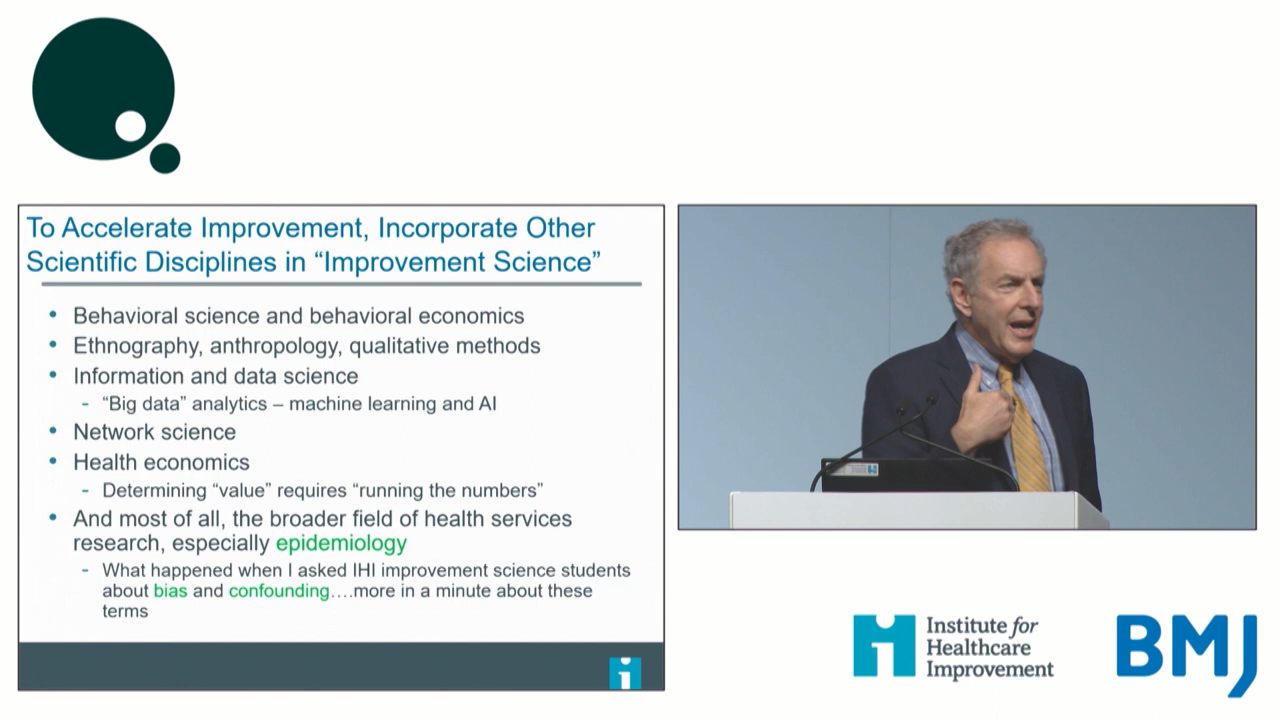 To Accelerate Improvement, Incorporate Other
Scientific Disciplines in “Improvement Science”
• Behavioral science and behavioral economics
• Ethnography, anthropology, qualitative methods
• Information and data science
- “Big data” analytics – machine learning and AI
• Network science
• Health economics
- Determining “value” requires “running the numbers”
• And most of all, the broader field of health services
research, especially epidemiology
- What happened when I asked IHI improvement science students
about bias and confounding….more in a minute about these
terms
Institute for
Healthcare
Improvement
BMJ